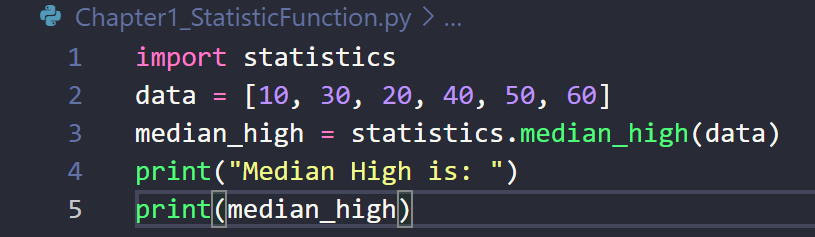 Chapter1_StatisticFunction.py > ...
1 import statistics
2 data = [10, 30, 20, 40, 50, 60]
3 median_high = statistics.median_high(data)
4 print("Median High is: ")
5 print(median_high)